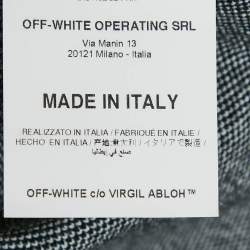 OFF-WHITE OPERATING SRL
Via Manin 13
20121 Milano - Italia
MADE IN ITALY
REALIZZATO IN ITALIA / FABRIQUÉ EN ITALIE /
HECHO EN ITALIA / 产地:意大利 / イタリアで製造 /
صنع في إيطاليا
OFF-WHITE c/o VIRGIL ABLOH™